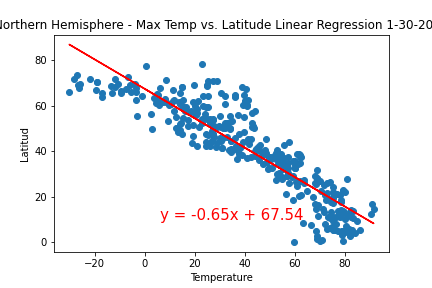 Northern Hemisphere - Max Temp vs. Latitude Linear Regression 1-30-20
80
60
40
20
0
Latitud
y = -0.65x + 67.54
−20
0
20
40
60
80
Temperature